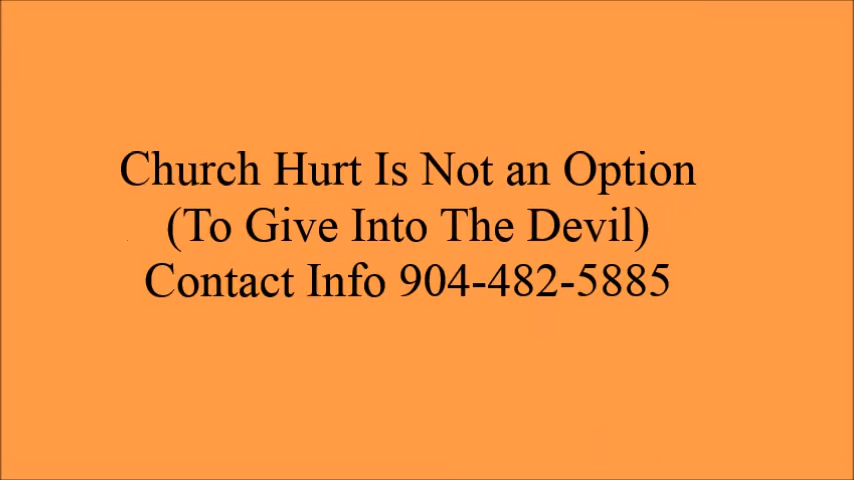 Church Hurt Is Not an Option
(To Give Into The Devil)
Contact Info 904-482-5885